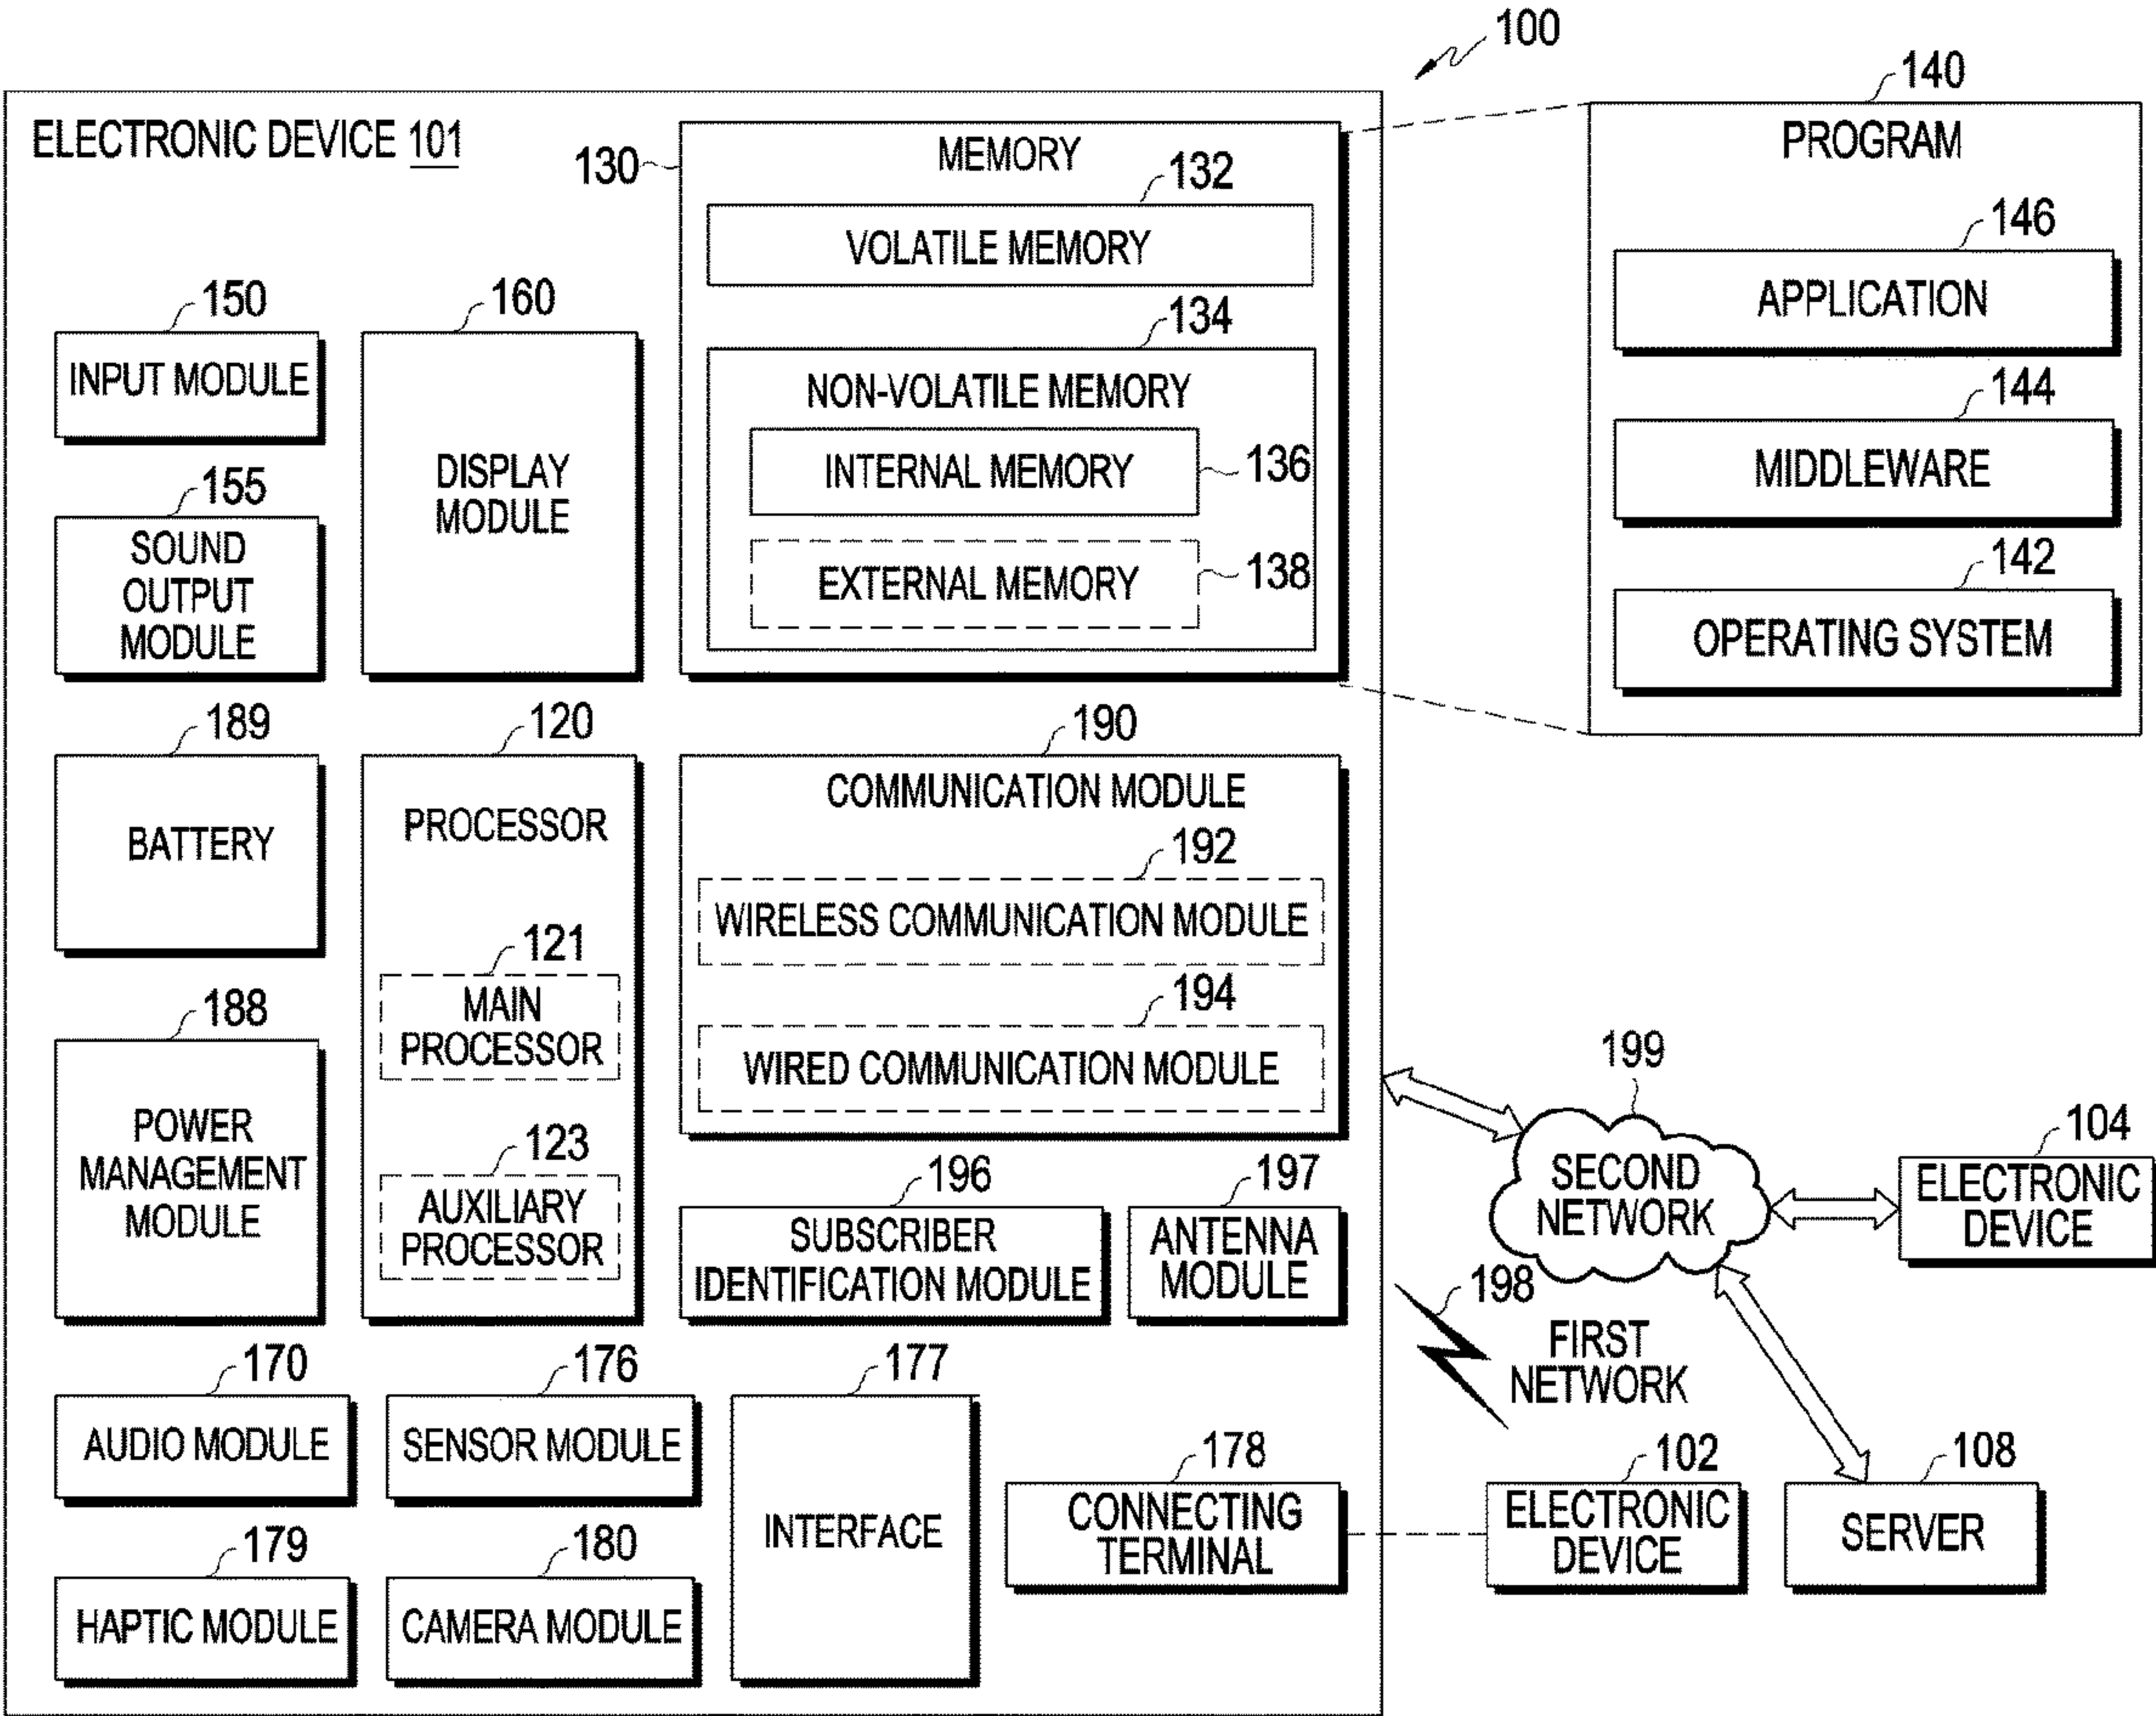 100
ELECTRONIC DEVICE 101
130
MEMORY
132
VOLATILE MEMORY
134
NON-VOLATILE MEMORY
INTERNAL MEMORY
136
EXTERNAL MEMORY
138
140
PROGRAM
146
APPLICATION
144
MIDDLEWARE
142
OPERATING SYSTEM
150
INPUT MODULE
160
DISPLAY
MODULE
155
SOUND
OUTPUT
MODULE
189
BATTERY
120
PROCESSOR
121
MAIN
PROCESSOR
123
AUXILIARY
PROCESSOR
190
COMMUNICATION MODULE
192
WIRELESS COMMUNICATION MODULE
194
WIRED COMMUNICATION MODULE
188
POWER
MANAGEMENT
MODULE
196
SUBSCRIBER
IDENTIFICATION MODULE
197
ANTENNA
MODULE
199
SECOND
NETWORK
104
ELECTRONIC
DEVICE
198
FIRST
NETWORK
170
AUDIO MODULE
176
SENSOR MODULE
177
INTERFACE
178
CONNECTING
TERMINAL
102
ELECTRONIC
DEVICE
108
SERVER
179
HAPTIC MODULE
180
CAMERA MODULE